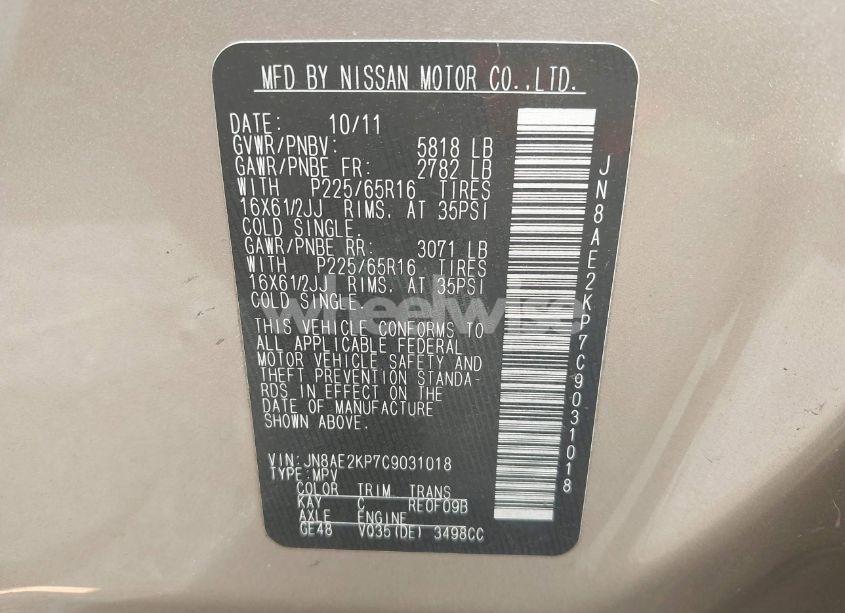 MFD BY NISSAN MOTOR CO.,LTD.
DATE: 10/11
GVWR/PNBV: 5818 LB
GAWR/PNBE FR: 2782 LB
WITH P225/65R16 TIRES
16X61/2JJ RIMS. AT 35PSI
COLD SINGLE.
GAWR/PNBE RR: 3071 LB
WITH P225/65R16 TIRES
16X61/2JJ RIMS. AT 35PSI
COLD SINGLE.
THIS VEHICLE CONFORMS TO
ALL APPLICABLE FEDERAL
MOTOR VEHICLE SAFETY AND
THEFT PREVENTION STANDA-
RDS IN EFFECT ON THE
DATE OF MANUFACTURE
SHOWN ABOVE.
VIN:JN8AE2KP7C9031018
TYPE:MPV
COLOR TRIM TRANS
KAY C RE0F09B
AXLE ENGINE
GE48 VQ35(DE) 3498CC
JN8AE2KP7C9031018
wheelwise